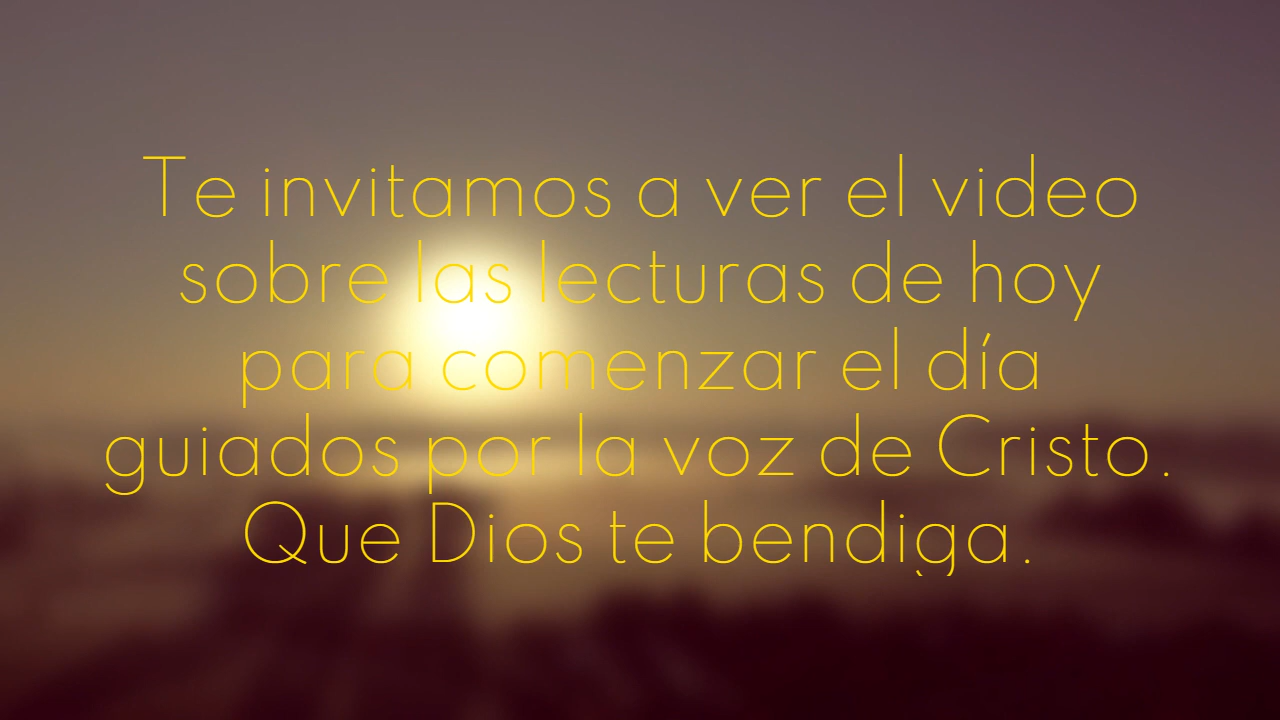 Te invitamos a ver el video
sobre las lecturas de hoy
para comenzar el día
guiados por la voz de Cristo.
Que Dios te bendiga.